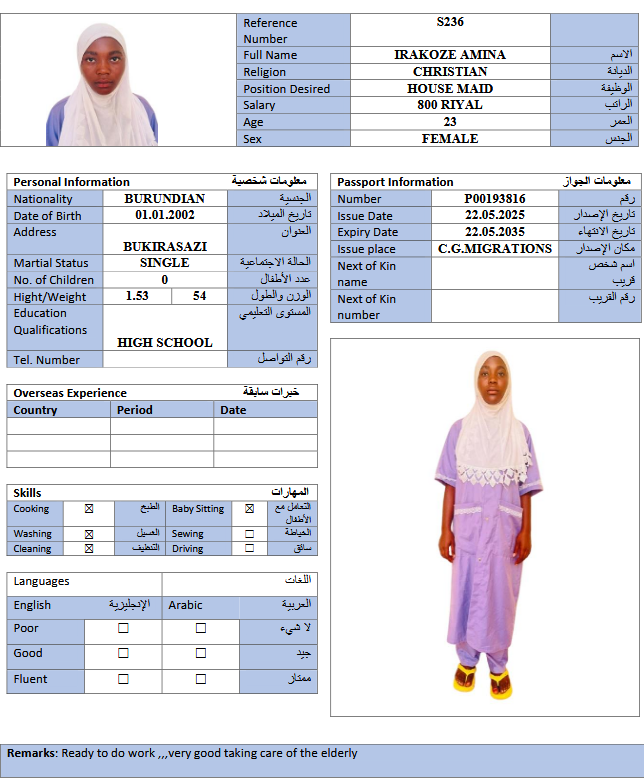 Reference Number S236
Full Name IRAKOZE AMINA الاسم
Religion CHRISTIAN الديانة
Position Desired HOUSE MAID الوظيفة
Salary 800 RIYAL الراتب
Age 23 العمر
Sex FEMALE الجنس
Personal Information معلومات شخصية
Nationality BURUNDIAN الجنسية
Date of Birth 01.01.2002 تاريخ الميلاد
Address BUKIRASAZI العنوان
Martial Status SINGLE الحالة الاجتماعية
No. of Children 0 عدد الأطفال
Hight/Weight 1.53 54 الوزن والطول
Education Qualifications HIGH SCHOOL المستوى التعليمي
Tel. Number رقم التواصل
Passport Information معلومات الجواز
Number P00193816 رقم
Issue Date 22.05.2025 تاريخ الإصدار
Expiry Date 22.05.2035 تاريخ الانتهاء
Issue place C.G.MIGRATIONS مكان الإصدار
Next of Kin name اسم شخص قريب
Next of Kin number رقم القريب
Overseas Experience خبرات سابقة
Country Period Date
Skills المهارات
Cooking ☒ الطبخ Baby Sitting ☒ التعامل مع الأطفال
Washing ☒ الغسيل Sewing ☐ الخياطة
Cleaning ☒ التنظيف Driving ☐ سائق
Languages اللغات
English الإنجليزية Arabic العربية
Poor ☐ ☐ لا شيء
Good ☐ ☐ جيد
Fluent ☐ ☐ ممتاز
Remarks: Ready to do work ,,,very good taking care of the elderly